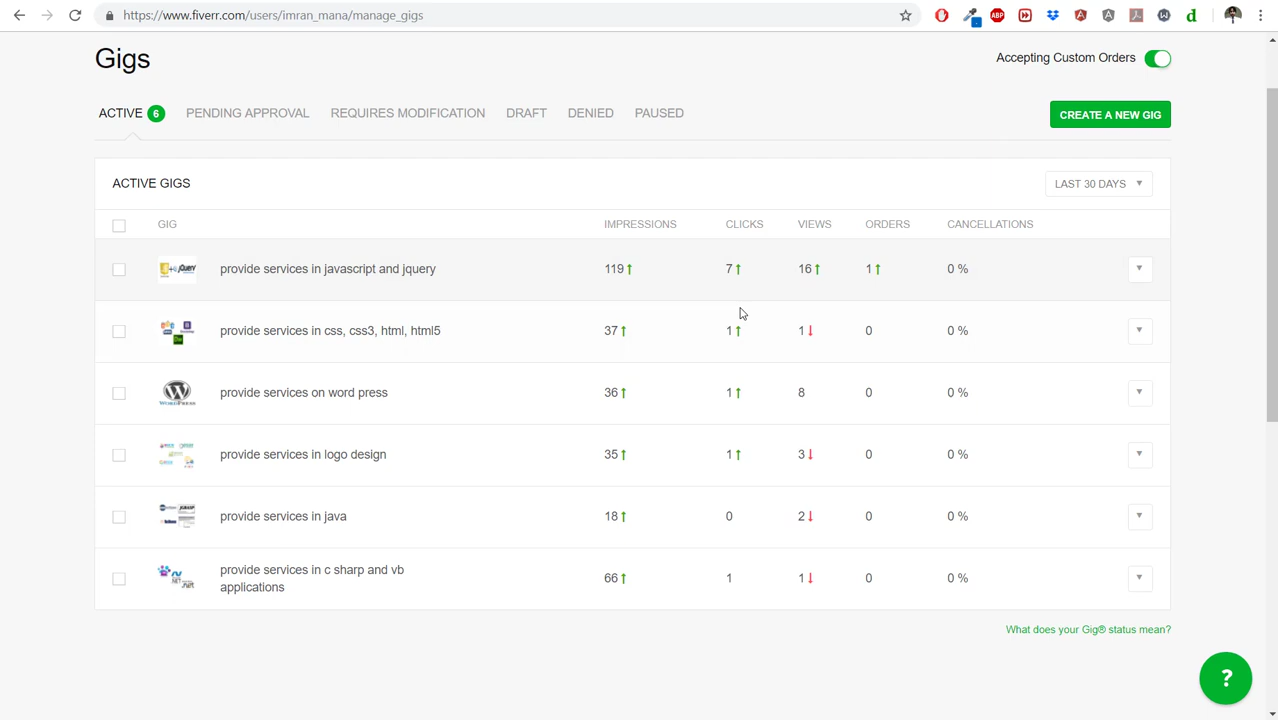 https://www.fiverr.com/users/imran_mana/manage_gigs
ABP
W
d
Gigs
Accepting Custom Orders
ACTIVE 6 PENDING APPROVAL REQUIRES MODIFICATION DRAFT DENIED PAUSED
CREATE A NEW GIG
ACTIVE GIGS
LAST 30 DAYS
GIG IMPRESSIONS CLICKS VIEWS ORDERS CANCELLATIONS
provide services in javascript and jquery 119 7 16 1 0 %
provide services in css, css3, html, html5 37 1 1 0 0 %
provide services on word press 36 1 8 0 0 %
provide services in logo design 35 1 3 0 0 %
provide services in java 18 0 2 0 0 %
provide services in c sharp and vb
applications 66 1 1 0 0 %
What does your Gig® status mean?
?